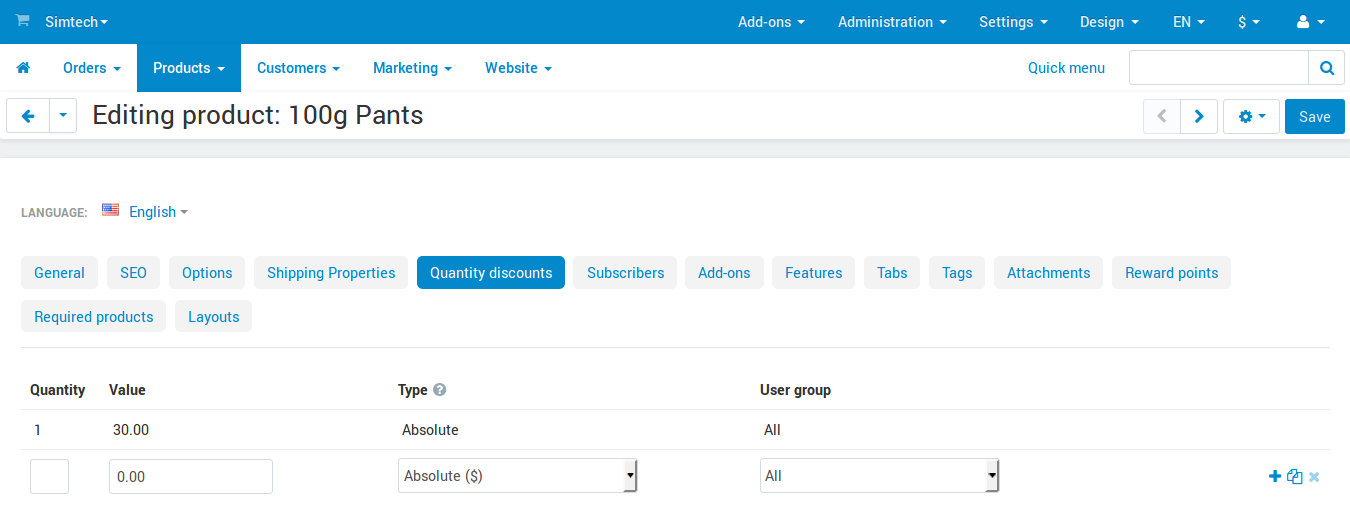 Simtech Add-ons Administration Settings Design EN $
Orders Products Customers Marketing Website Quick menu
Editing product: 100g Pants Save
LANGUAGE: English
General SEO Options Shipping Properties Quantity discounts Subscribers Add-ons Features Tabs Tags Attachments Reward points
Required products Layouts
Quantity Value Type ? User group
1 30.00 Absolute All
0.00 Absolute ($) All